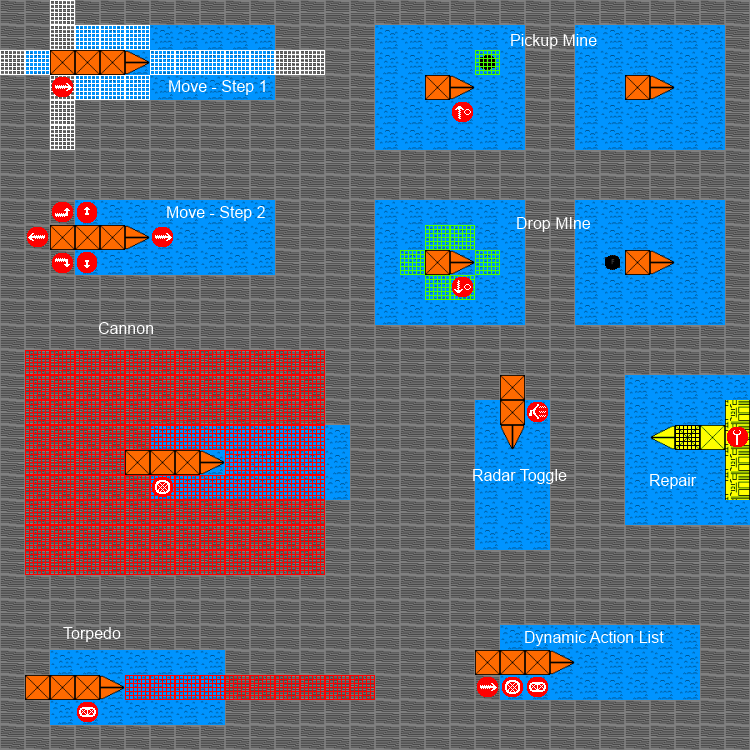 Pickup Mine
Move - Step 1
Move - Step 2
Drop MIne
Cannon
Radar Toggle
Repair
Torpedo
Dynamic Action List